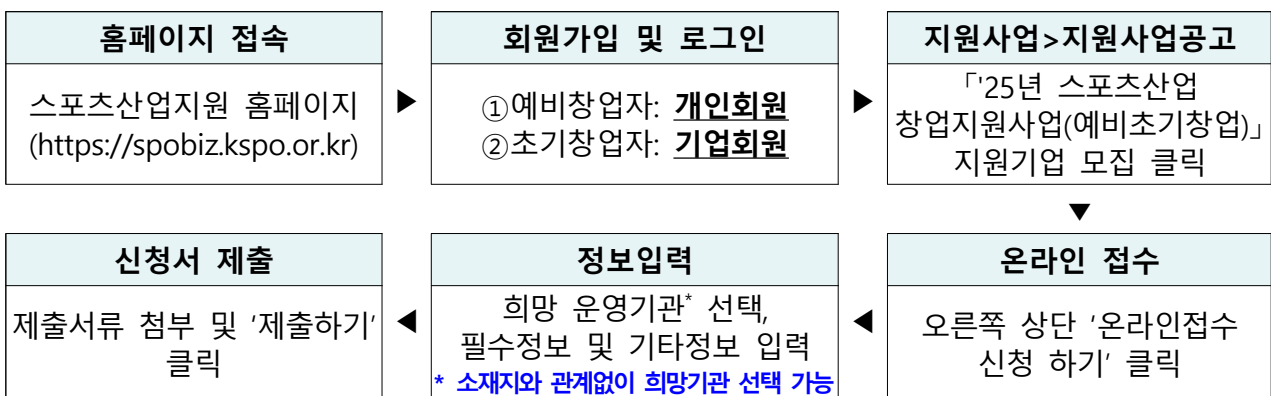 홈페이지 접속
스포츠산업지원 홈페이지
(https://spobiz.kspo.or.kr)
▶
회원가입 및 로그인
①예비창업자: 개인회원
②초기창업자: 기업회원
▶
지원사업>지원사업공고
「'25년 스포츠산업
창업지원사업(예비초기창업)」
지원기업 모집 클릭
▼
온라인 접수
오른쪽 상단 '온라인접수
신청 하기' 클릭
◀
정보입력
희망 운영기관* 선택,
필수정보 및 기타정보 입력
* 소재지와 관계없이 희망기관 선택 가능
◀
신청서 제출
제출서류 첨부 및 '제출하기'
클릭